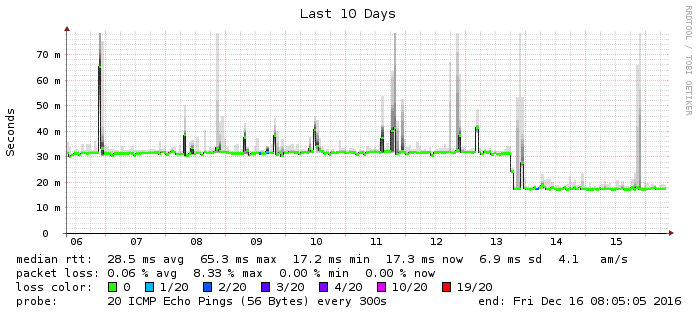 Last 10 Days
RRDTOOL / TOBI OETIKER
Seconds
70 m
60 m
50 m
40 m
30 m
20 m
10 m
0
06 07 08 09 10 11 12 13 14 15
median rtt: 28.5 ms avg 65.3 ms max 17.2 ms min 17.3 ms now 6.9 ms sd 4.1 am/s
packet loss: 0.06 % avg 8.33 % max 0.00 % min 0.00 % now
loss color: 0 1/20 2/20 3/20 4/20 10/20 19/20
probe: 20 ICMP Echo Pings (56 Bytes) every 300s end: Fri Dec 16 08:05:05 2016